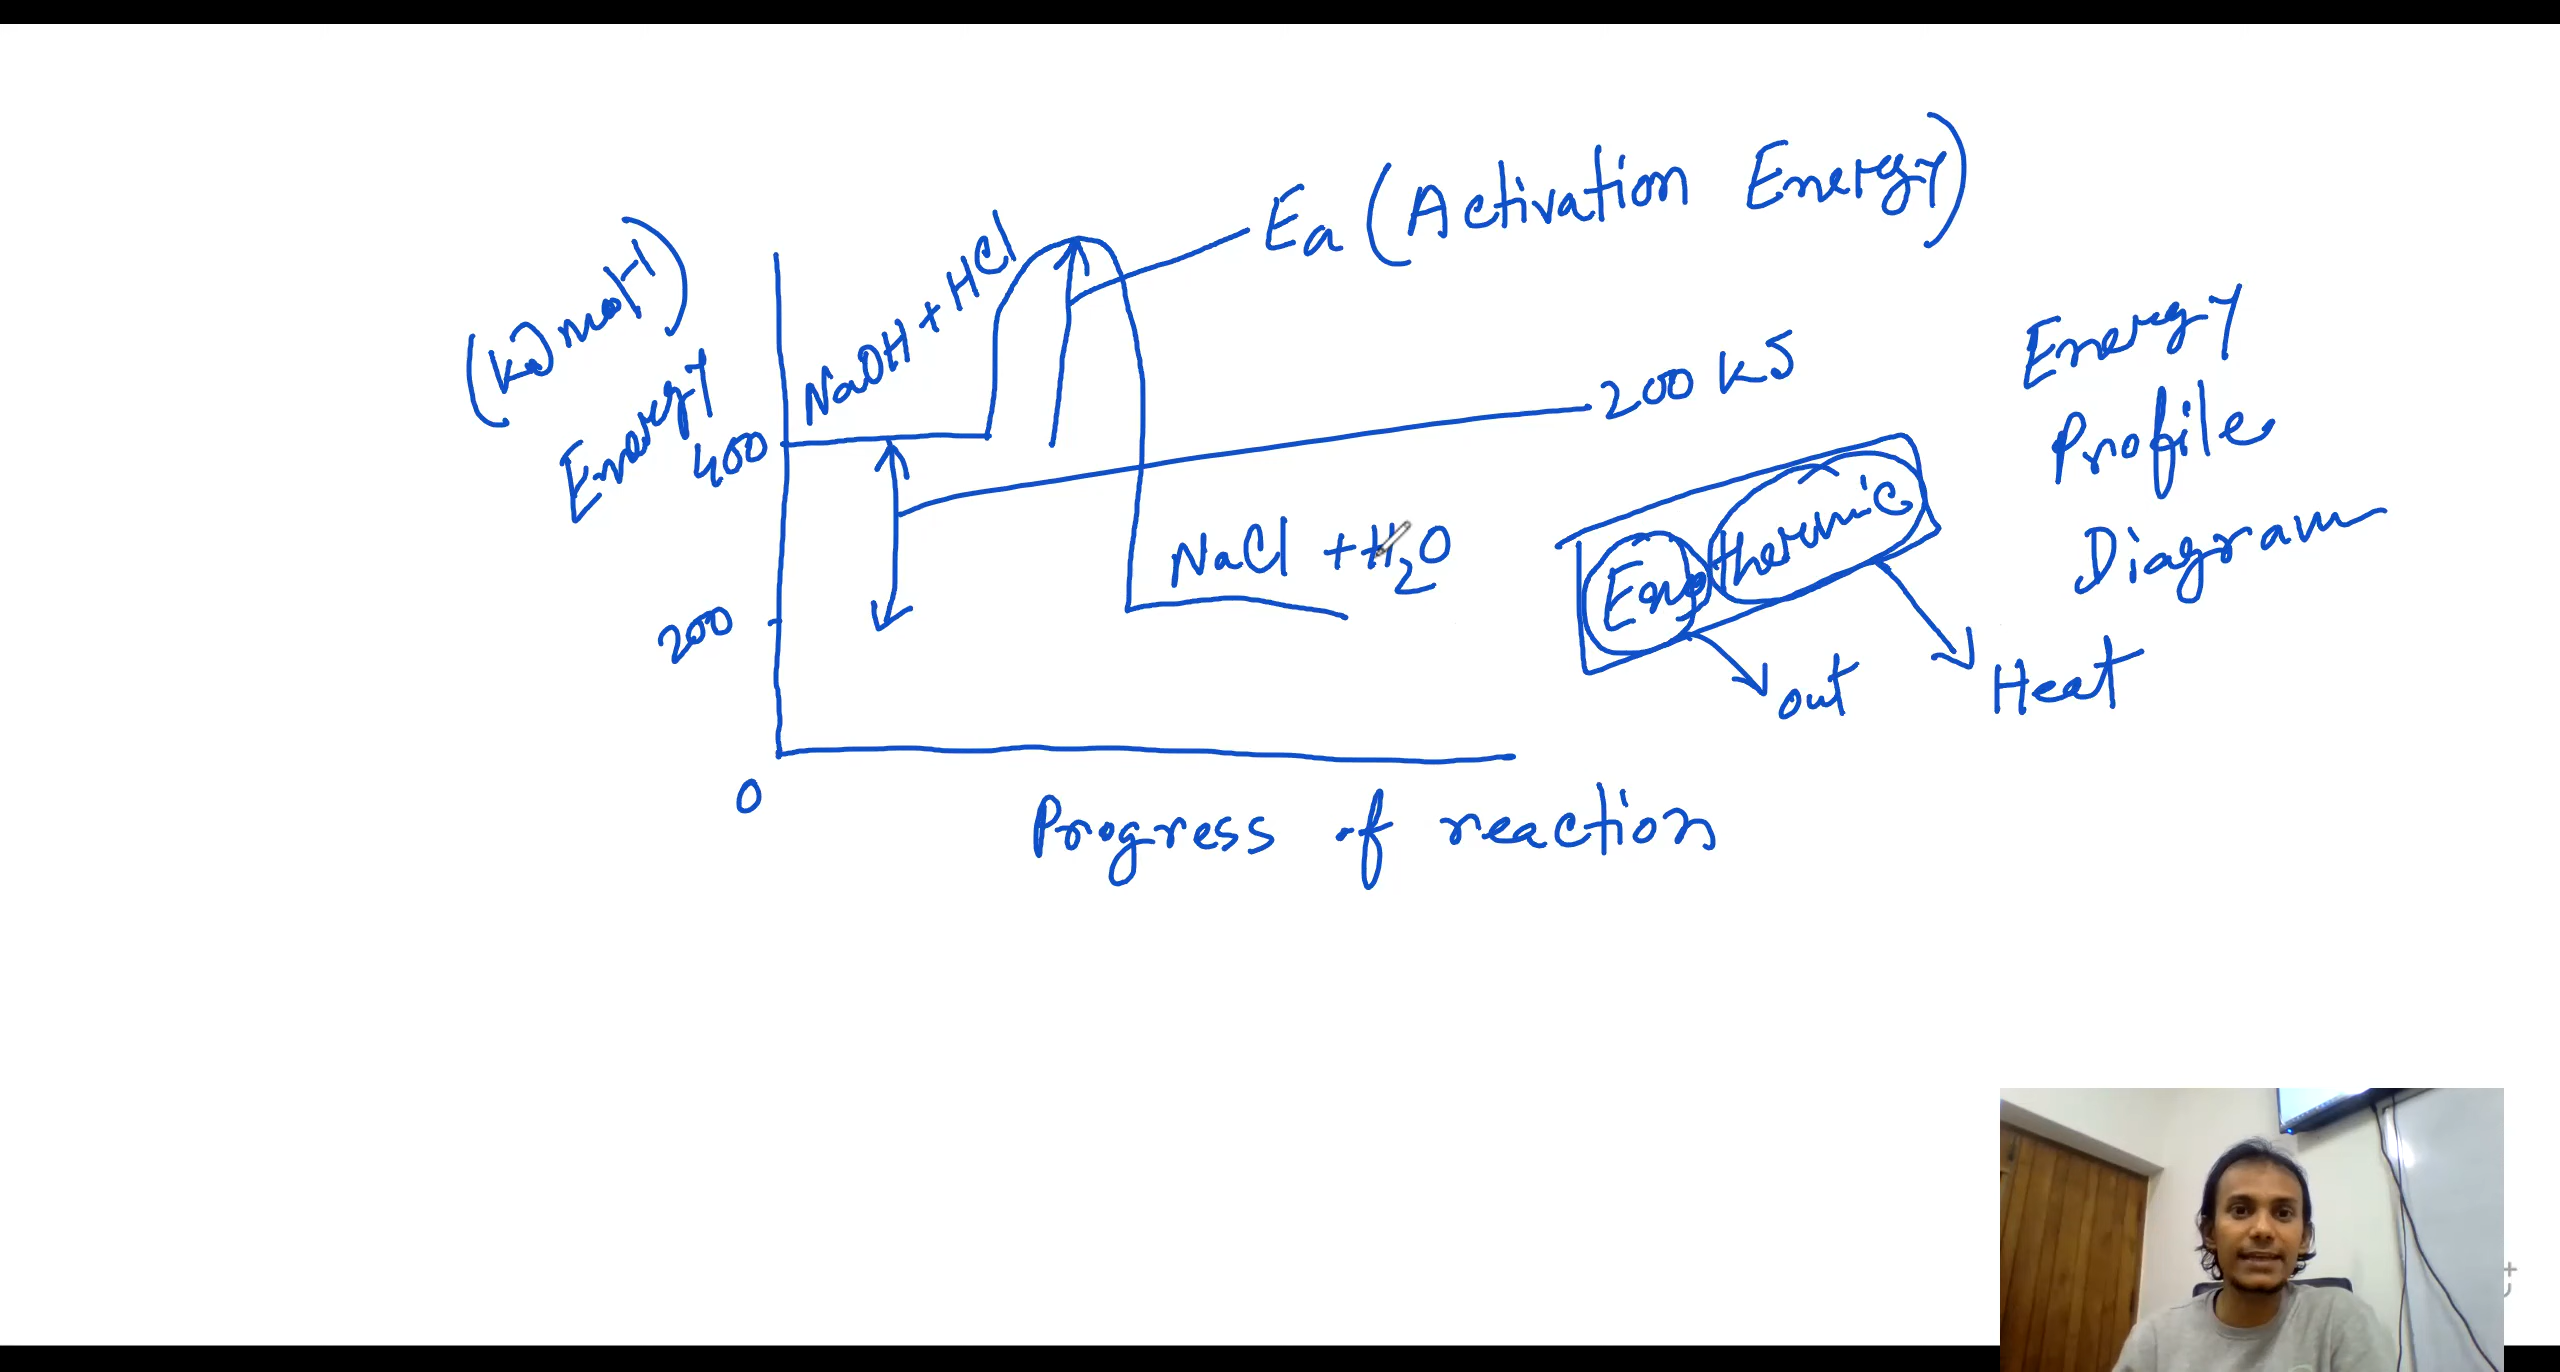 Ea (Activation Energy)
(kJ mol-1)
Energy
NaOH + HCl
400
200 kJ
200
NaCl + H2O
0
Progress of reaction
Energy
Profile
Diagram
Exothermic
out
Heat